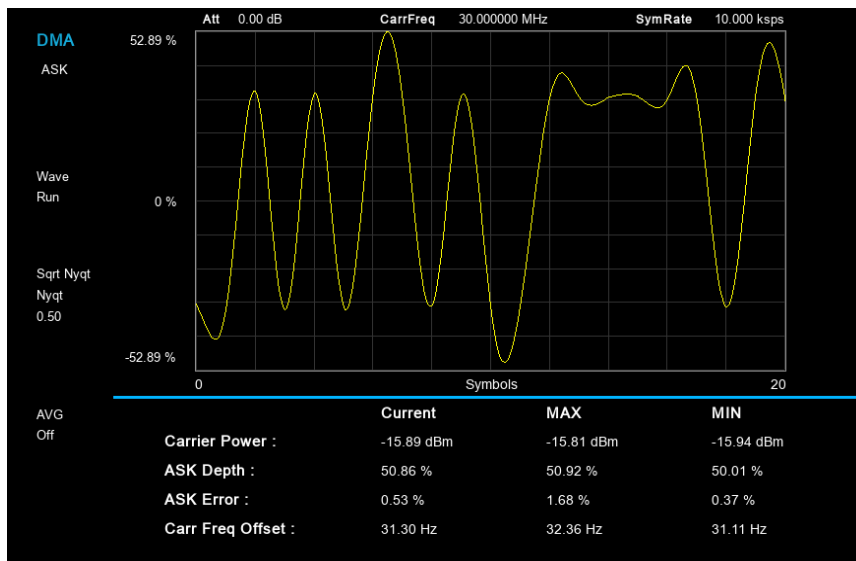 Att 0.00 dB CarrFreq 30.000000 MHz SymRate 10.000 ksps
DMA
ASK
Wave
Run
Sqrt Nyqt
Nyqt
0.50
AVG
Off
52.89 %
0 %
-52.89 %
0 Symbols 20
Current MAX MIN
Carrier Power : -15.89 dBm -15.81 dBm -15.94 dBm
ASK Depth : 50.86 % 50.92 % 50.01 %
ASK Error : 0.53 % 1.68 % 0.37 %
Carr Freq Offset : 31.30 Hz 32.36 Hz 31.11 Hz